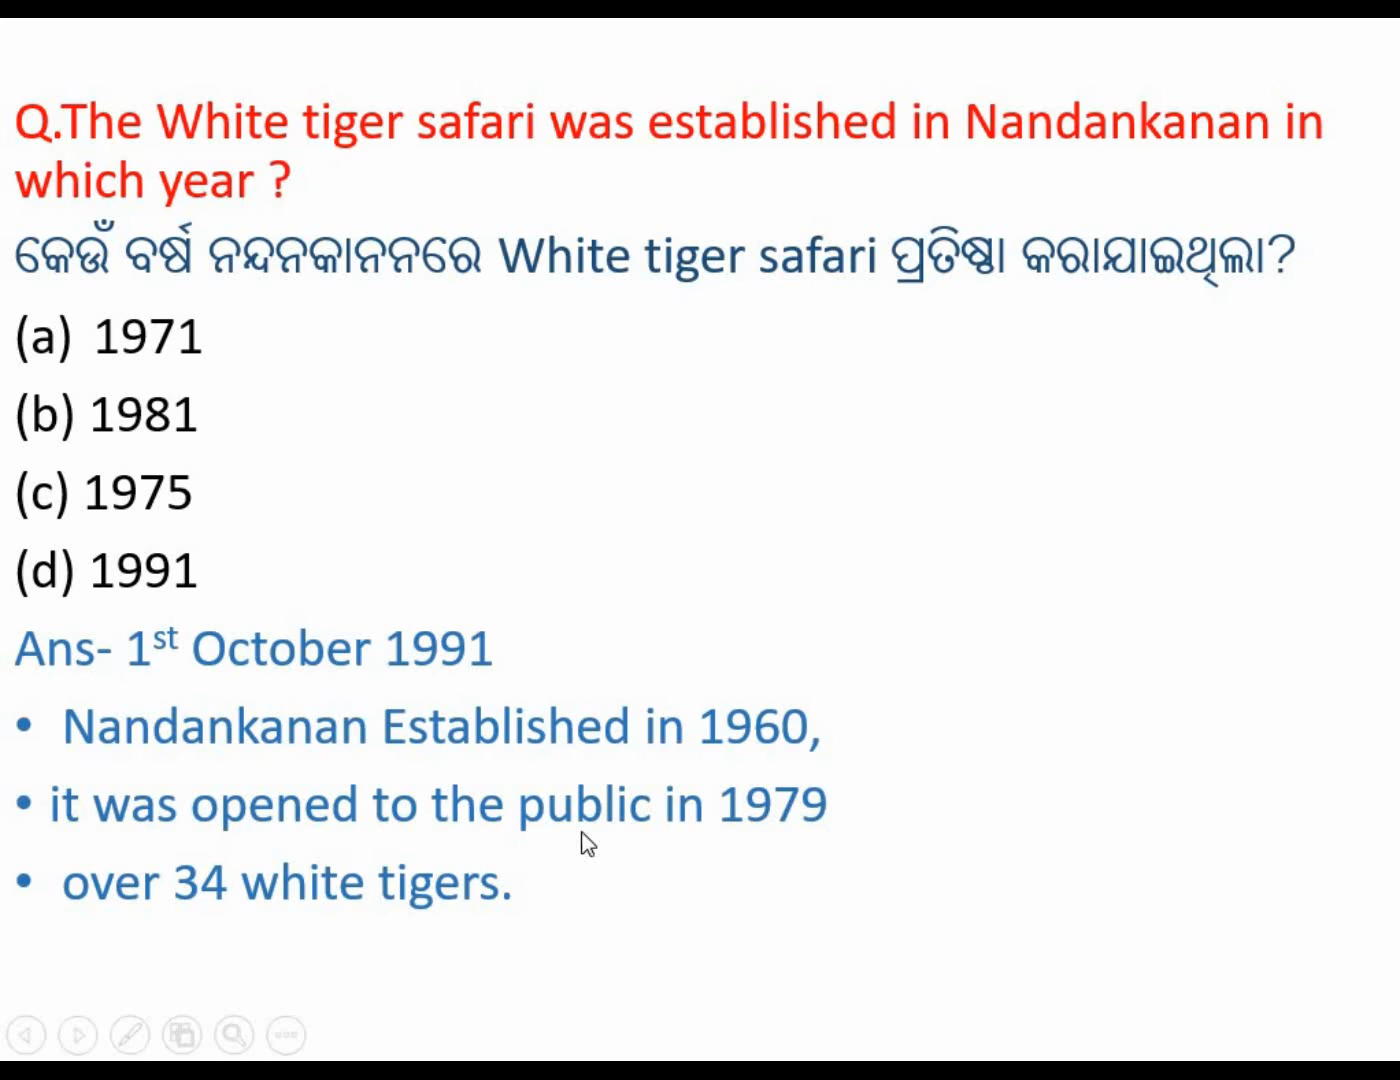 Q.The White tiger safari was established in Nandankanan in
which year ?
କେଉଁ ବର୍ଷ ନନ୍ଦନକାନନରେ White tiger safari ପ୍ରତିଷ୍ଠା କରାଯାଇଥିଲା?
(a) 1971
(b) 1981
(c) 1975
(d) 1991
Ans- 1st October 1991
• Nandankanan Established in 1960,
• it was opened to the public in 1979
• over 34 white tigers.